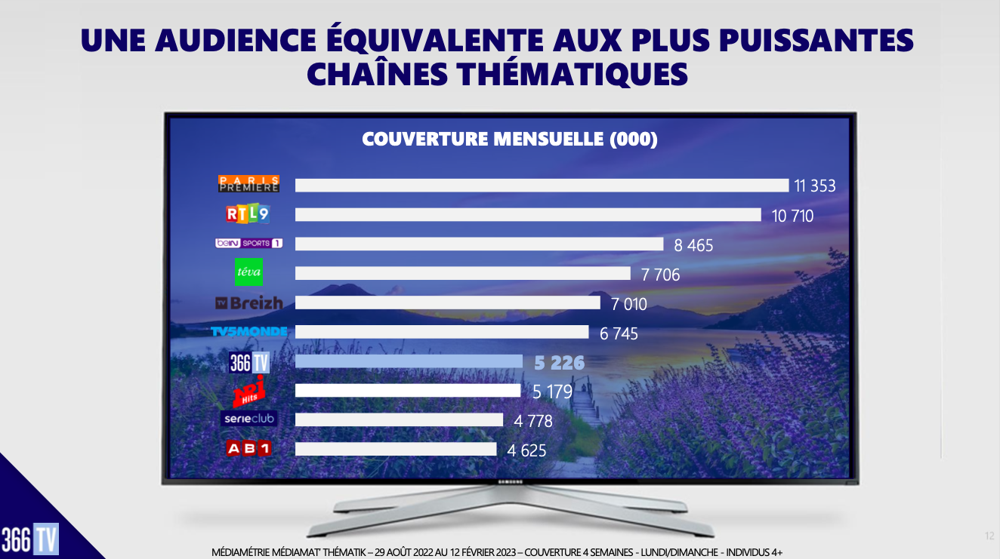 UNE AUDIENCE ÉQUIVALENTE AUX PLUS PUISSANTES
CHAÎNES THÉMATIQUES
COUVERTURE MENSUELLE (000)
PARIS
PREMIERE
11 353
RTL9
10 710
beIN SPORTS 1
8 465
téva
7 706
TV Breizh
7 010
TV5MONDE
6 745
366 TV
5 226
NRJ
Hits
5 179
serieclub
4 778
AB1
4 625
SAMSUNG
366 TV
12
MÉDIAMÉTRIE MÉDIAMAT' THÉMATIK – 29 AOÛT 2022 AU 12 FÉVRIER 2023 – COUVERTURE 4 SEMAINES - LUNDI/DIMANCHE - INDIVIDUS 4+